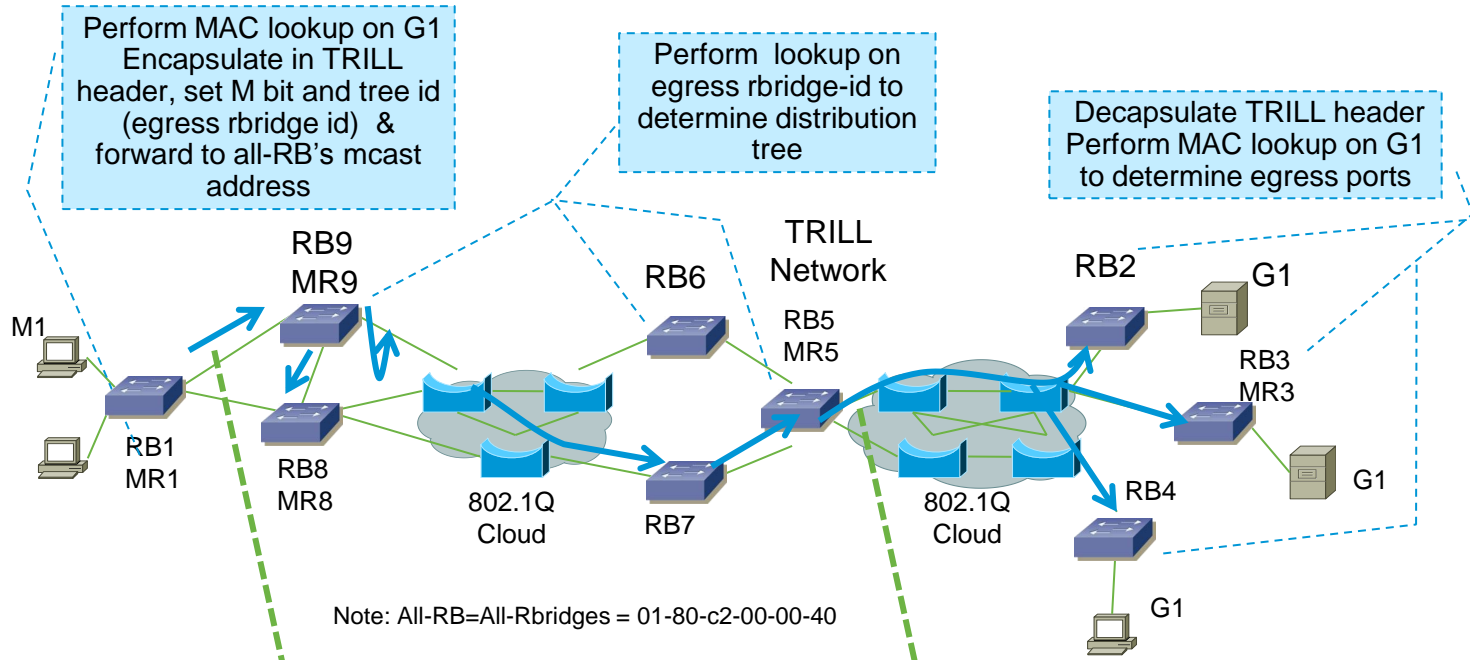 Perform MAC lookup on G1
Encapsulate in TRILL
header, set M bit and tree id
(egress rbridge id) &
forward to all-RB's mcast
address
Perform lookup on
egress rbridge-id to
determine distribution
tree
Decapsulate TRILL header
Perform MAC lookup on G1
to determine egress ports
RB9
MR9
TRILL
Network
RB6
RB2
G1
M1
RB5
MR5
RB3
MR3
RB1
MR1
RB8
MR8
802.1Q
Cloud
RB7
802.1Q
Cloud
RB4
G1
G1
Note: All-RB=All-Rbridges = 01-80-c2-00-00-40